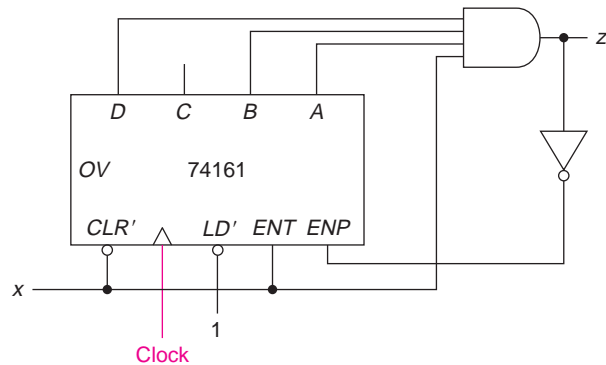 z
D C B A
OV 74161
CLR′ LD′ ENT ENP
x
1
Clock